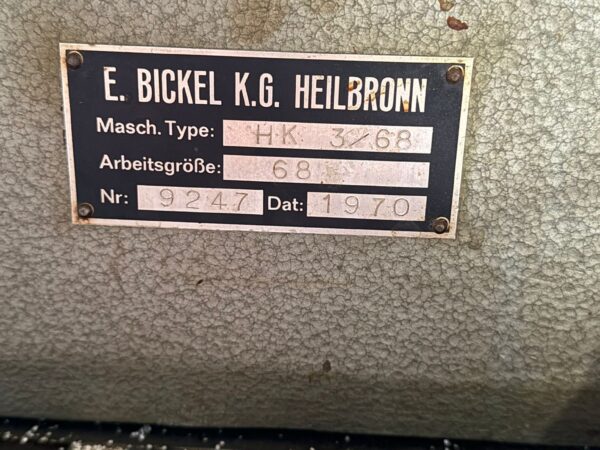 E. BICKEL K.G. HEILBRONN
Masch. Type: HK 3/68
Arbeitsgröße: 68
Nr: 9247 Dat: 1970